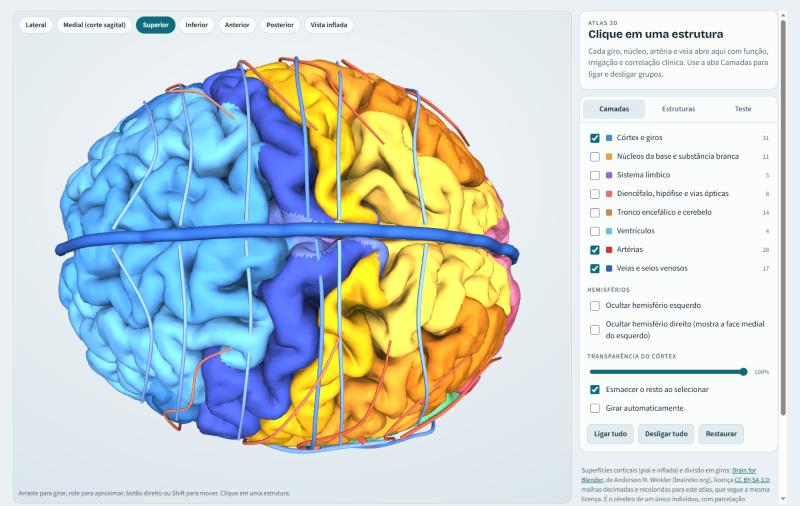 Lateral
Medial (corte sagital)
Superior
Inferior
Anterior
Posterior
Vista inflada
Arraste para girar, role para aproximar, botão direito ou Shift para mover. Clique em uma estrutura.
ATLAS 3D
Clique em uma estrutura
Cada giro, núcleo, artéria e veia abre aqui com função,
irrigação e correlação clínica. Use a aba Camadas para
ligar e desligar grupos.
Camadas
Estruturas
Teste
Córtex e giros 31
Núcleos da base e substância branca 11
Sistema límbico 5
Diencéfalo, hipófise e vias ópticas 8
Tronco encefálico e cerebelo 14
Ventrículos 4
Artérias 28
Veias e seios venosos 17
HEMISFÉRIOS
Ocultar hemisfério esquerdo
Ocultar hemisfério direito (mostra a face medial
do esquerdo)
TRANSPARÊNCIA DO CÓRTEX
100%
Esmaecer o resto ao selecionar
Girar automaticamente
Ligar tudo
Desligar tudo
Restaurar
Superfícies corticais (pial e inflada) e divisão em giros: Brain for
Blender, de Anderson M. Winkler (brainder.org), licença CC BY-SA 3.0;
malhas decimadas e recoloridas para este atlas, que segue a mesma
licença. É o cérebro de um único indivíduo, com parcelação